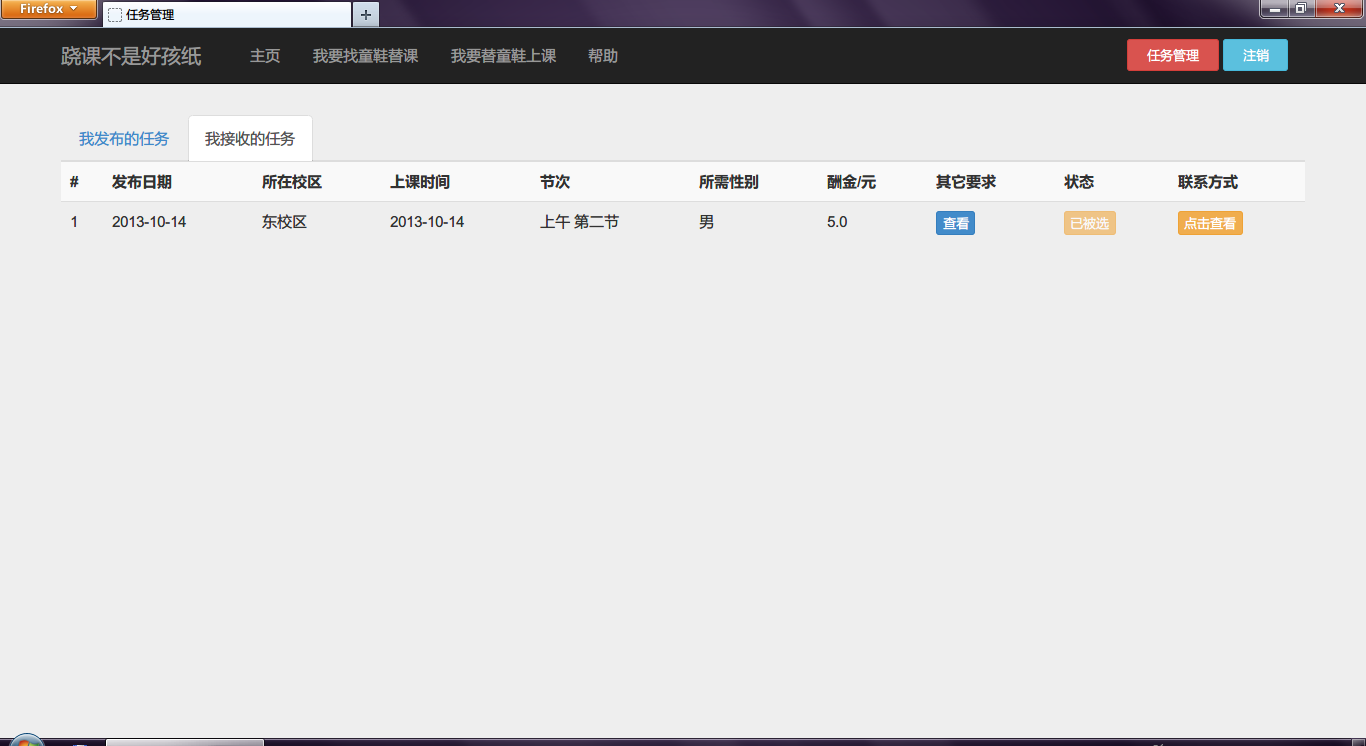 Firefox
任务管理
跷课不是好孩纸 主页 我要找童鞋替课 我要替童鞋上课 帮助 任务管理 注销
我发布的任务 我接收的任务
# 发布日期 所在校区 上课时间 节次 所需性别 酬金/元 其它要求 状态 联系方式
1 2013-10-14 东校区 2013-10-14 上午 第二节 男 5.0 查看 已被选 点击查看